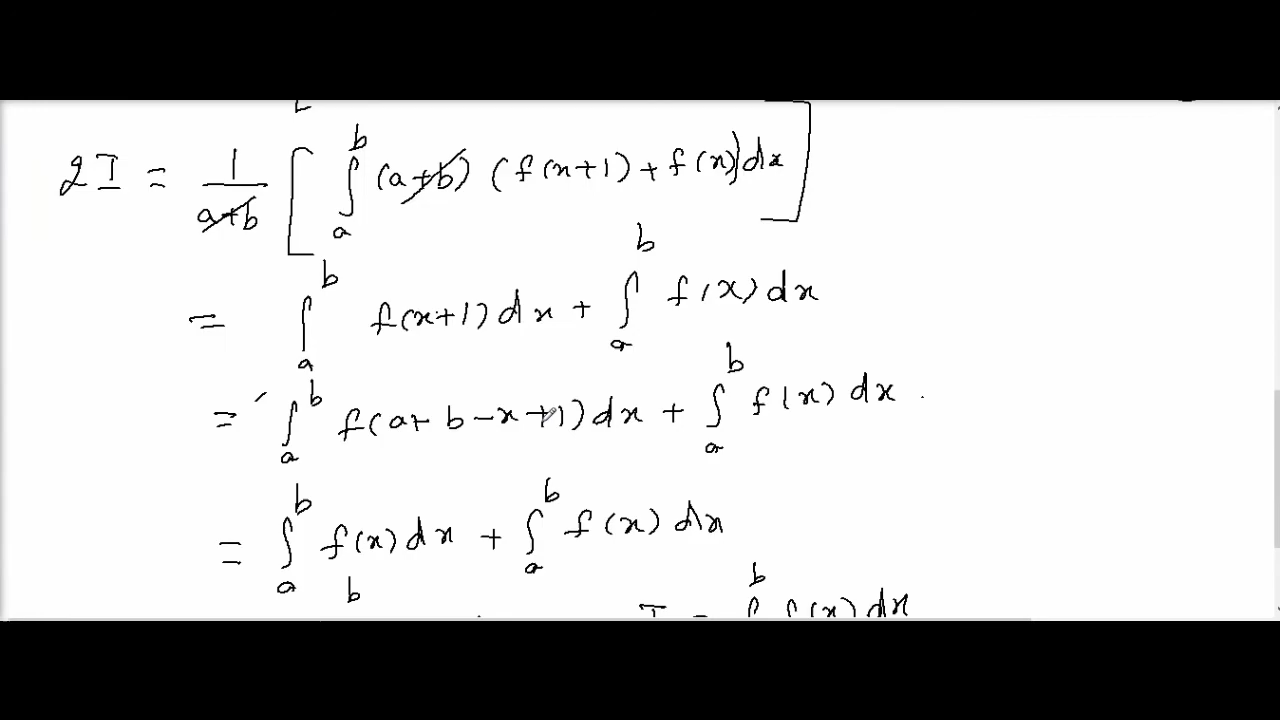 2I = 1/(a+b) [ ∫_a^b (a+b) (f(x+1) + f(x)) dx ]
= ∫_a^b f(x+1) dx + ∫_a^b f(x) dx
= ∫_a^b f(a+b-x+1) dx + ∫_a^b f(x) dx
= ∫_a^b f(x) dx + ∫_a^b f(x) dx
b I = ∫^b f(x) dx